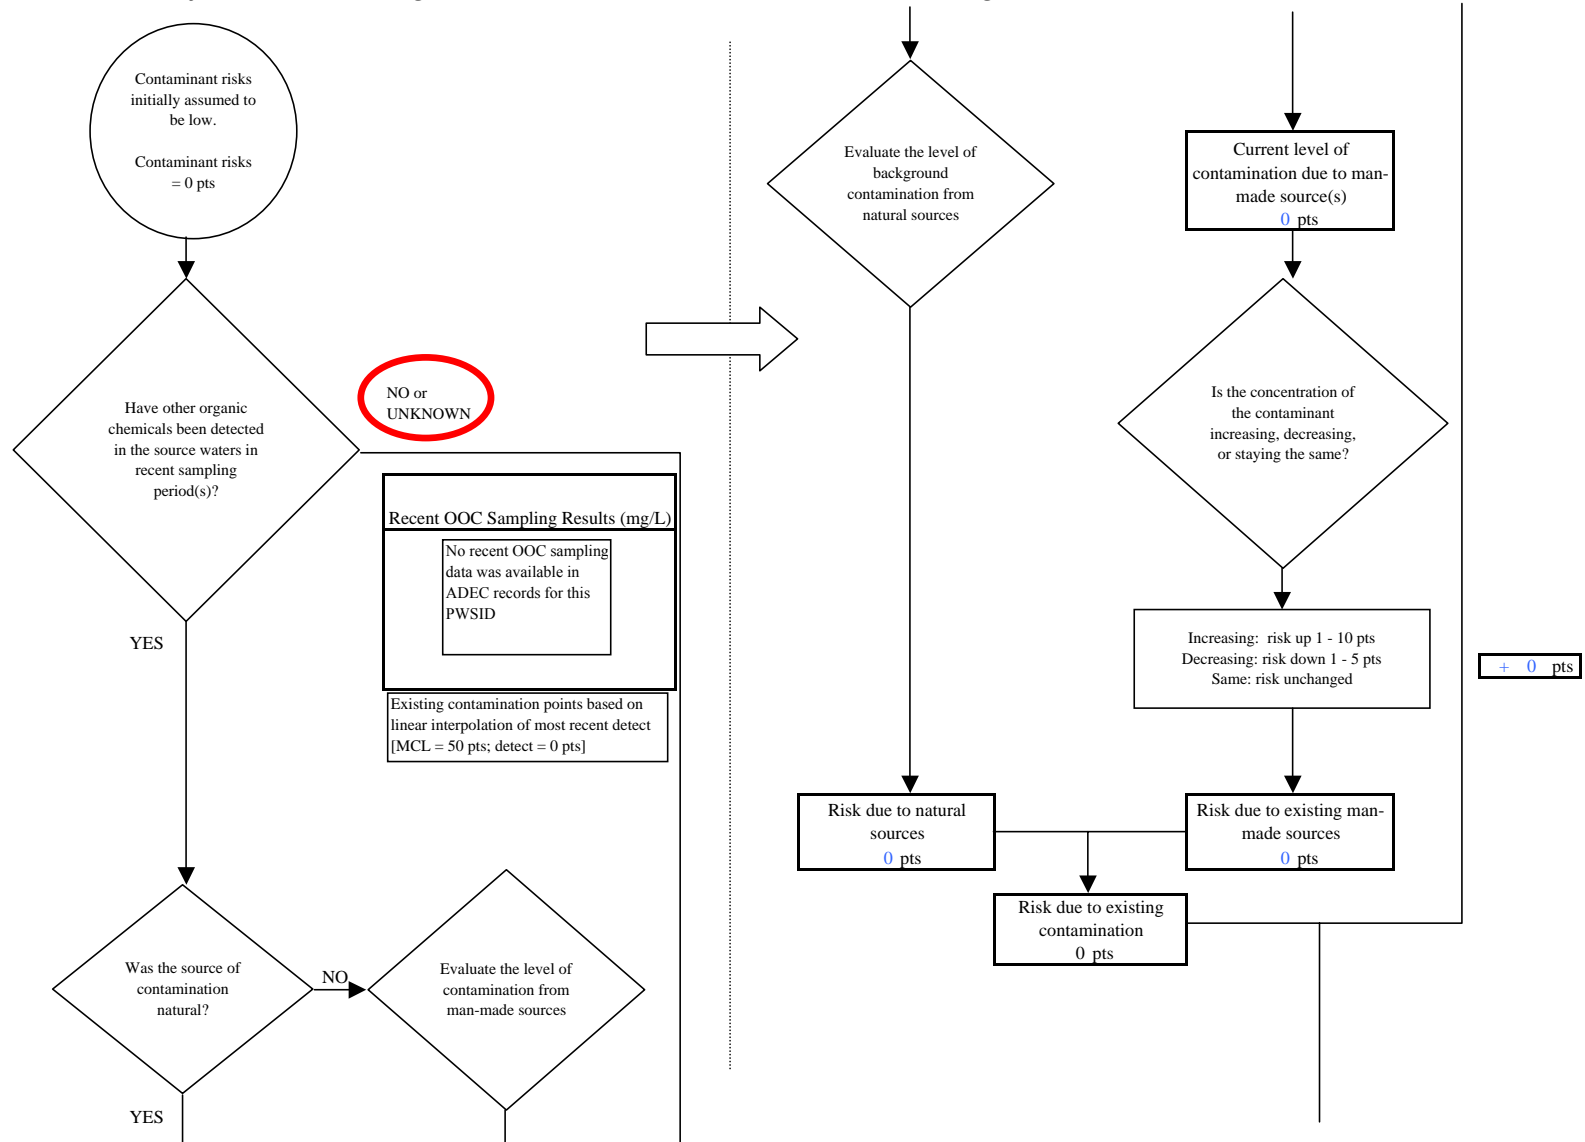 Contaminant risks
initially assumed to
be low.
Contaminant risks
= 0 pts
Have other organic
chemicals been detected
in the source waters in
recent sampling
period(s)?
NO or
UNKNOWN
Recent OOC Sampling Results (mg/L)
No recent OOC sampling
data was available in
ADEC records for this
PWSID
Existing contamination points based on
linear interpolation of most recent detect
[MCL = 50 pts; detect = 0 pts]
YES
Was the source of
contamination
natural?
NO
Evaluate the level of
contamination from
man-made sources
YES
Evaluate the level of
background
contamination from
natural sources
Current level of
contamination due to man-
made source(s)
0 pts
Is the concentration of
the contaminant
increasing, decreasing,
or staying the same?
Increasing: risk up 1 - 10 pts
Decreasing: risk down 1 - 5 pts
Same: risk unchanged
+ 0 pts
Risk due to natural
sources
0 pts
Risk due to existing man-
made sources
0 pts
Risk due to existing
contamination
0 pts